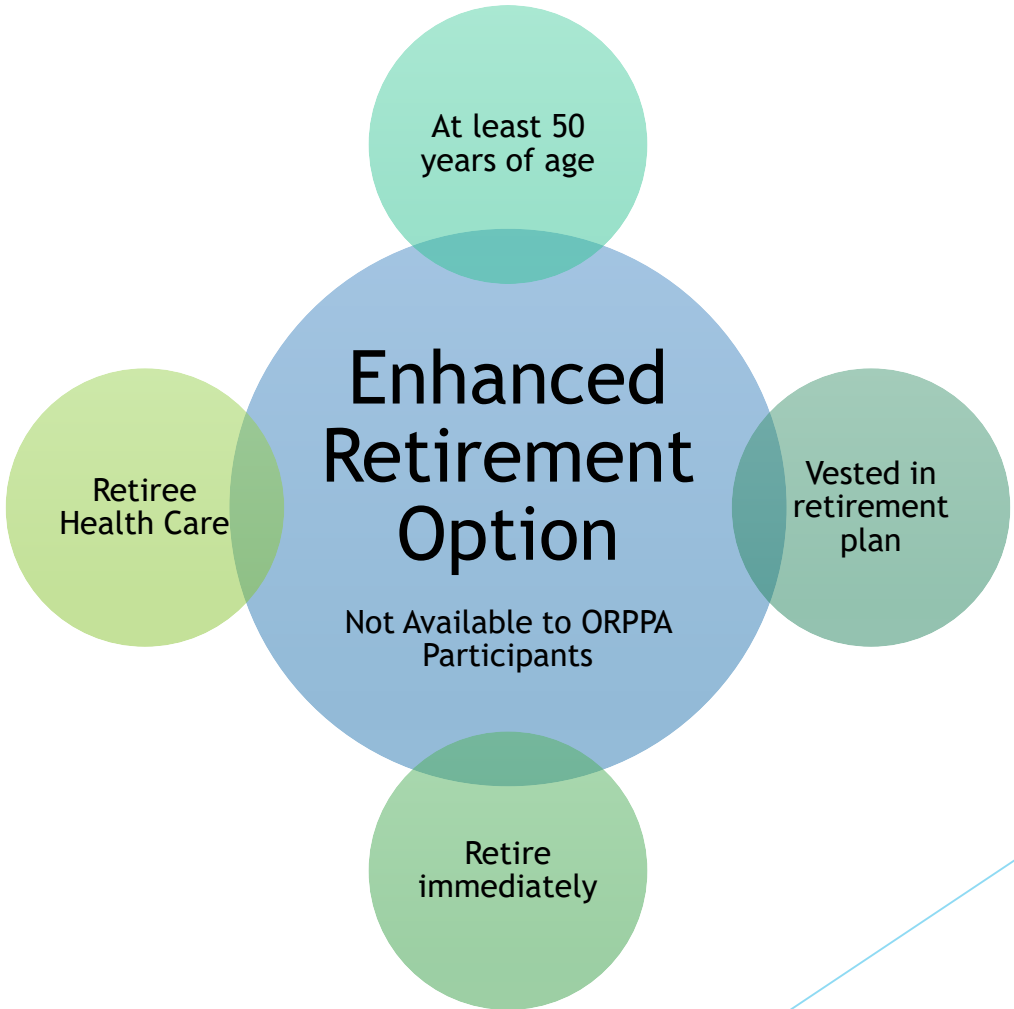 At least 50
years of age
Enhanced
Retirement
Option
Not Available to ORPPA
Participants
Retiree
Health Care
Vested in
retirement
plan
Retire
immediately